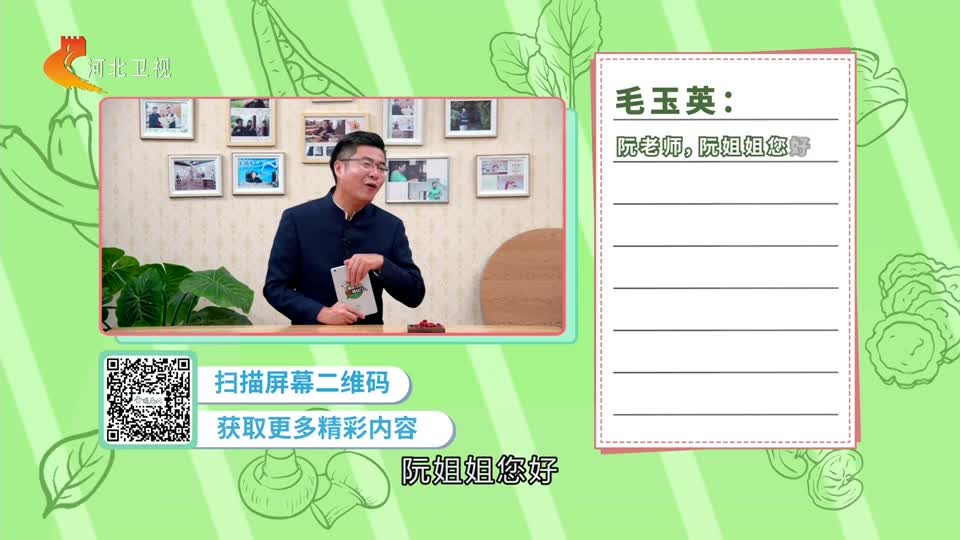 河北卫视
毛玉英：
阮老师，阮姐姐您好
扫描屏幕二维码
获取更多精彩内容
阮姐姐您好